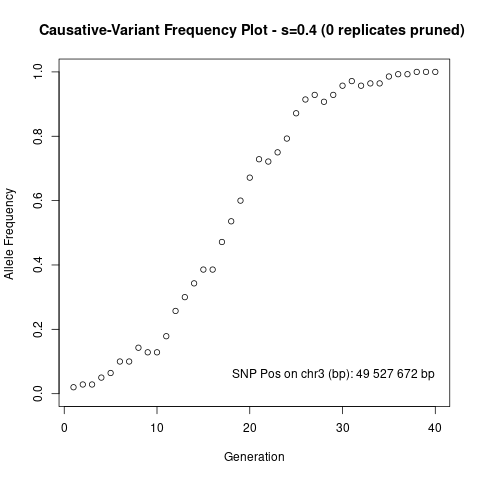 Causative-Variant Frequency Plot - s=0.4 (0 replicates pruned)
1.0
0.8
0.6
0.4
0.2
0.0
Allele Frequency
SNP Pos on chr3 (bp): 49 527 672 bp
0 10 20 30 40
Generation